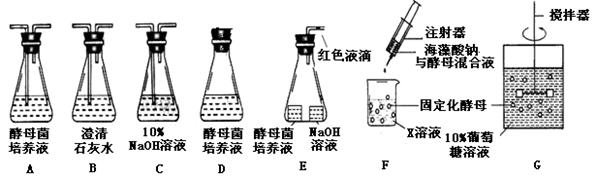 搅拌器
注射器
海藻酸钠
与酵母混合液
红色液滴
固定化酵母
酵母菌
培养液
澄清
石灰水
10%
NaOH溶液
酵母菌
培养液
酵母菌
培养液
NaOH
溶液
X溶液
10%葡萄
糖溶液
A
B
C
D
E
F
G